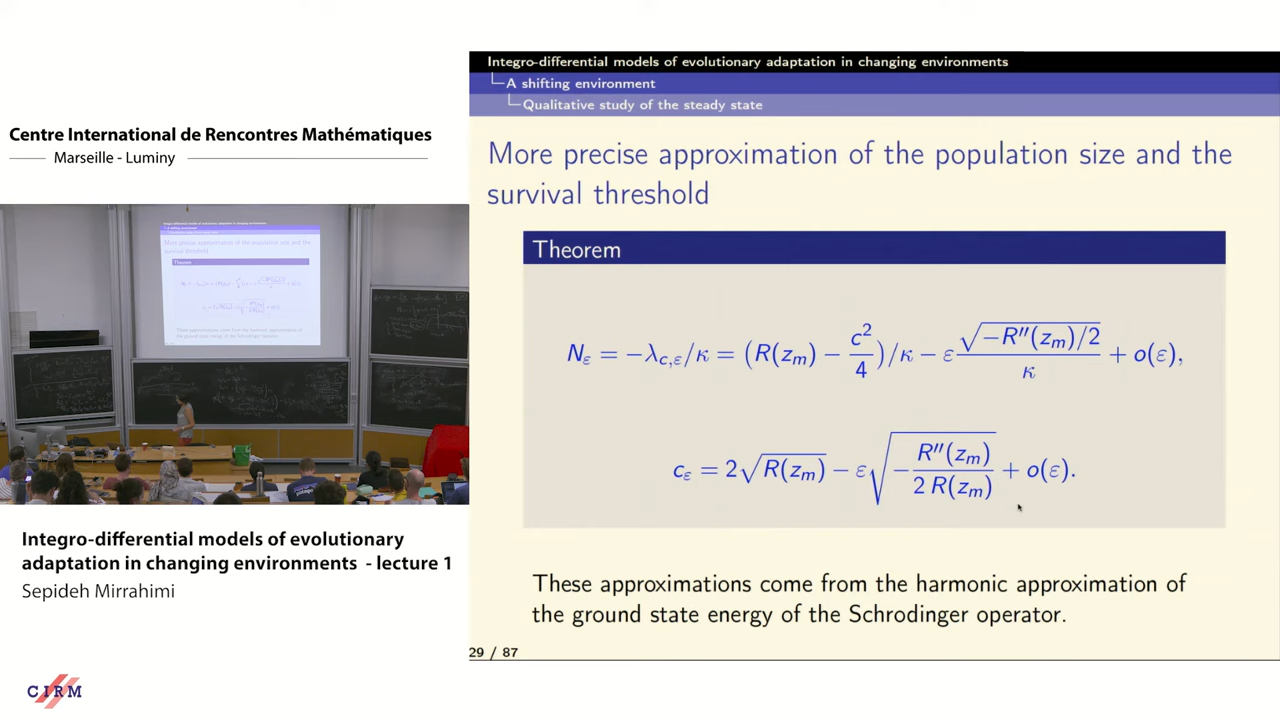 Centre International de Rencontres Mathématiques
Marseille - Luminy
Integro-differential models of evolutionary
adaptation in changing environments - lecture 1
Sepideh Mirrahimi
CIRM
Integro-differential models of evolutionary adaptation in changing environments
A shifting environment
Qualitative study of the steady state
More precise approximation of the population size and the
survival threshold
Theorem
N_ε = −λ_{c,ε}/κ = (R(z_m) − c²/4)/κ − ε √(−R″(z_m)/2)/κ + o(ε),
c_ε = 2√R(z_m) − ε √(−R″(z_m)/(2 R(z_m))) + o(ε).
These approximations come from the harmonic approximation of
the ground state energy of the Schrodinger operator.
29 / 87